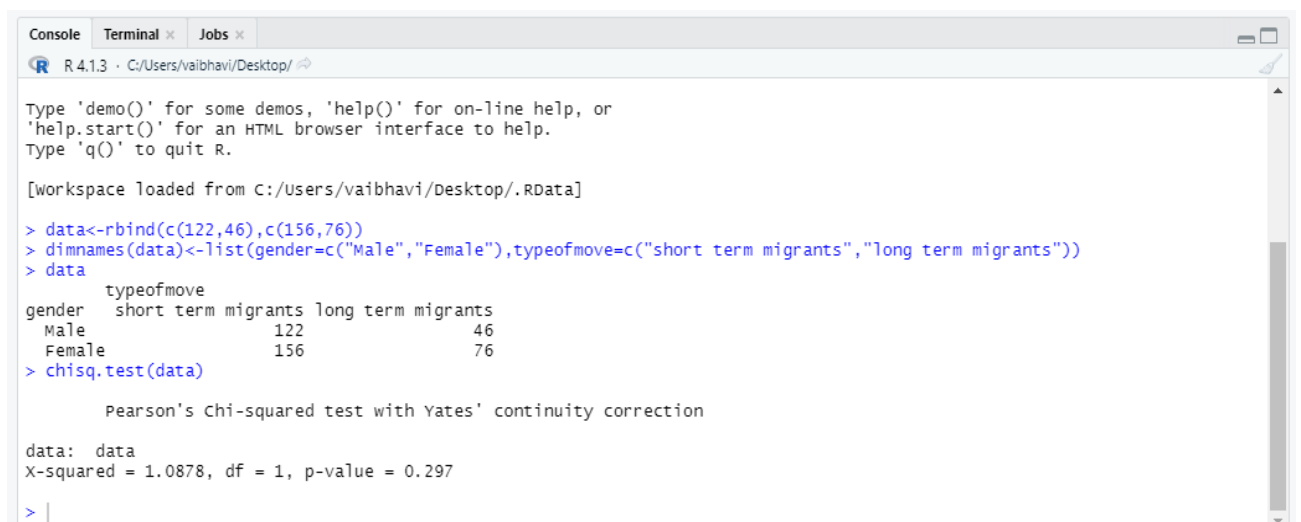 Console Terminal × Jobs ×
R R 4.1.3 · C:/Users/vaibhavi/Desktop/
Type 'demo()' for some demos, 'help()' for on-line help, or
'help.start()' for an HTML browser interface to help.
Type 'q()' to quit R.
[Workspace loaded from C:/Users/vaibhavi/Desktop/.RData]
> data<-rbind(c(122,46),c(156,76))
> dimnames(data)<-list(gender=c("Male","Female"),typeofmove=c("short term migrants","long term migrants"))
> data
typeofmove
gender short term migrants long term migrants
Male 122 46
Female 156 76
> chisq.test(data)
Pearson's Chi-squared test with Yates' continuity correction
data: data
X-squared = 1.0878, df = 1, p-value = 0.297
>